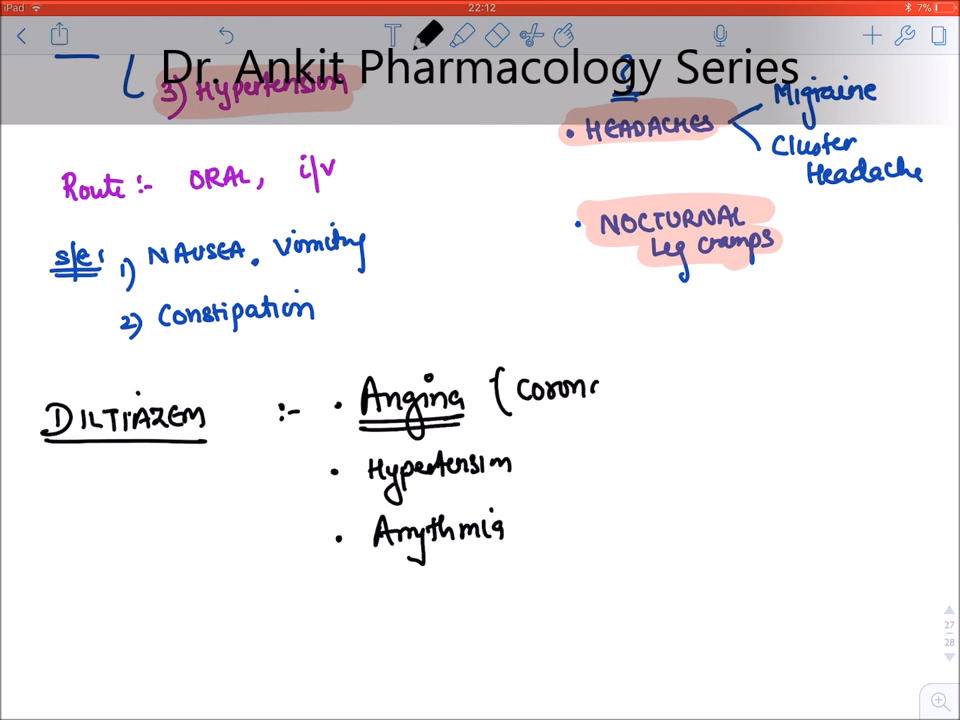 iPad
22:12
7%
Dr. Ankit Pharmacology Series
3) Hypertension
?
• HEADACHES
Migraine
Cluster
Headache
Route :- ORAL, i/v
• NOCTURNAL
Leg cramps
s/e: 1) NAUSEA. Vomiting
2) Constipation
DILTIAZEM :- • Angina (Coron
• Hypertension
• Arrythmia
27
28